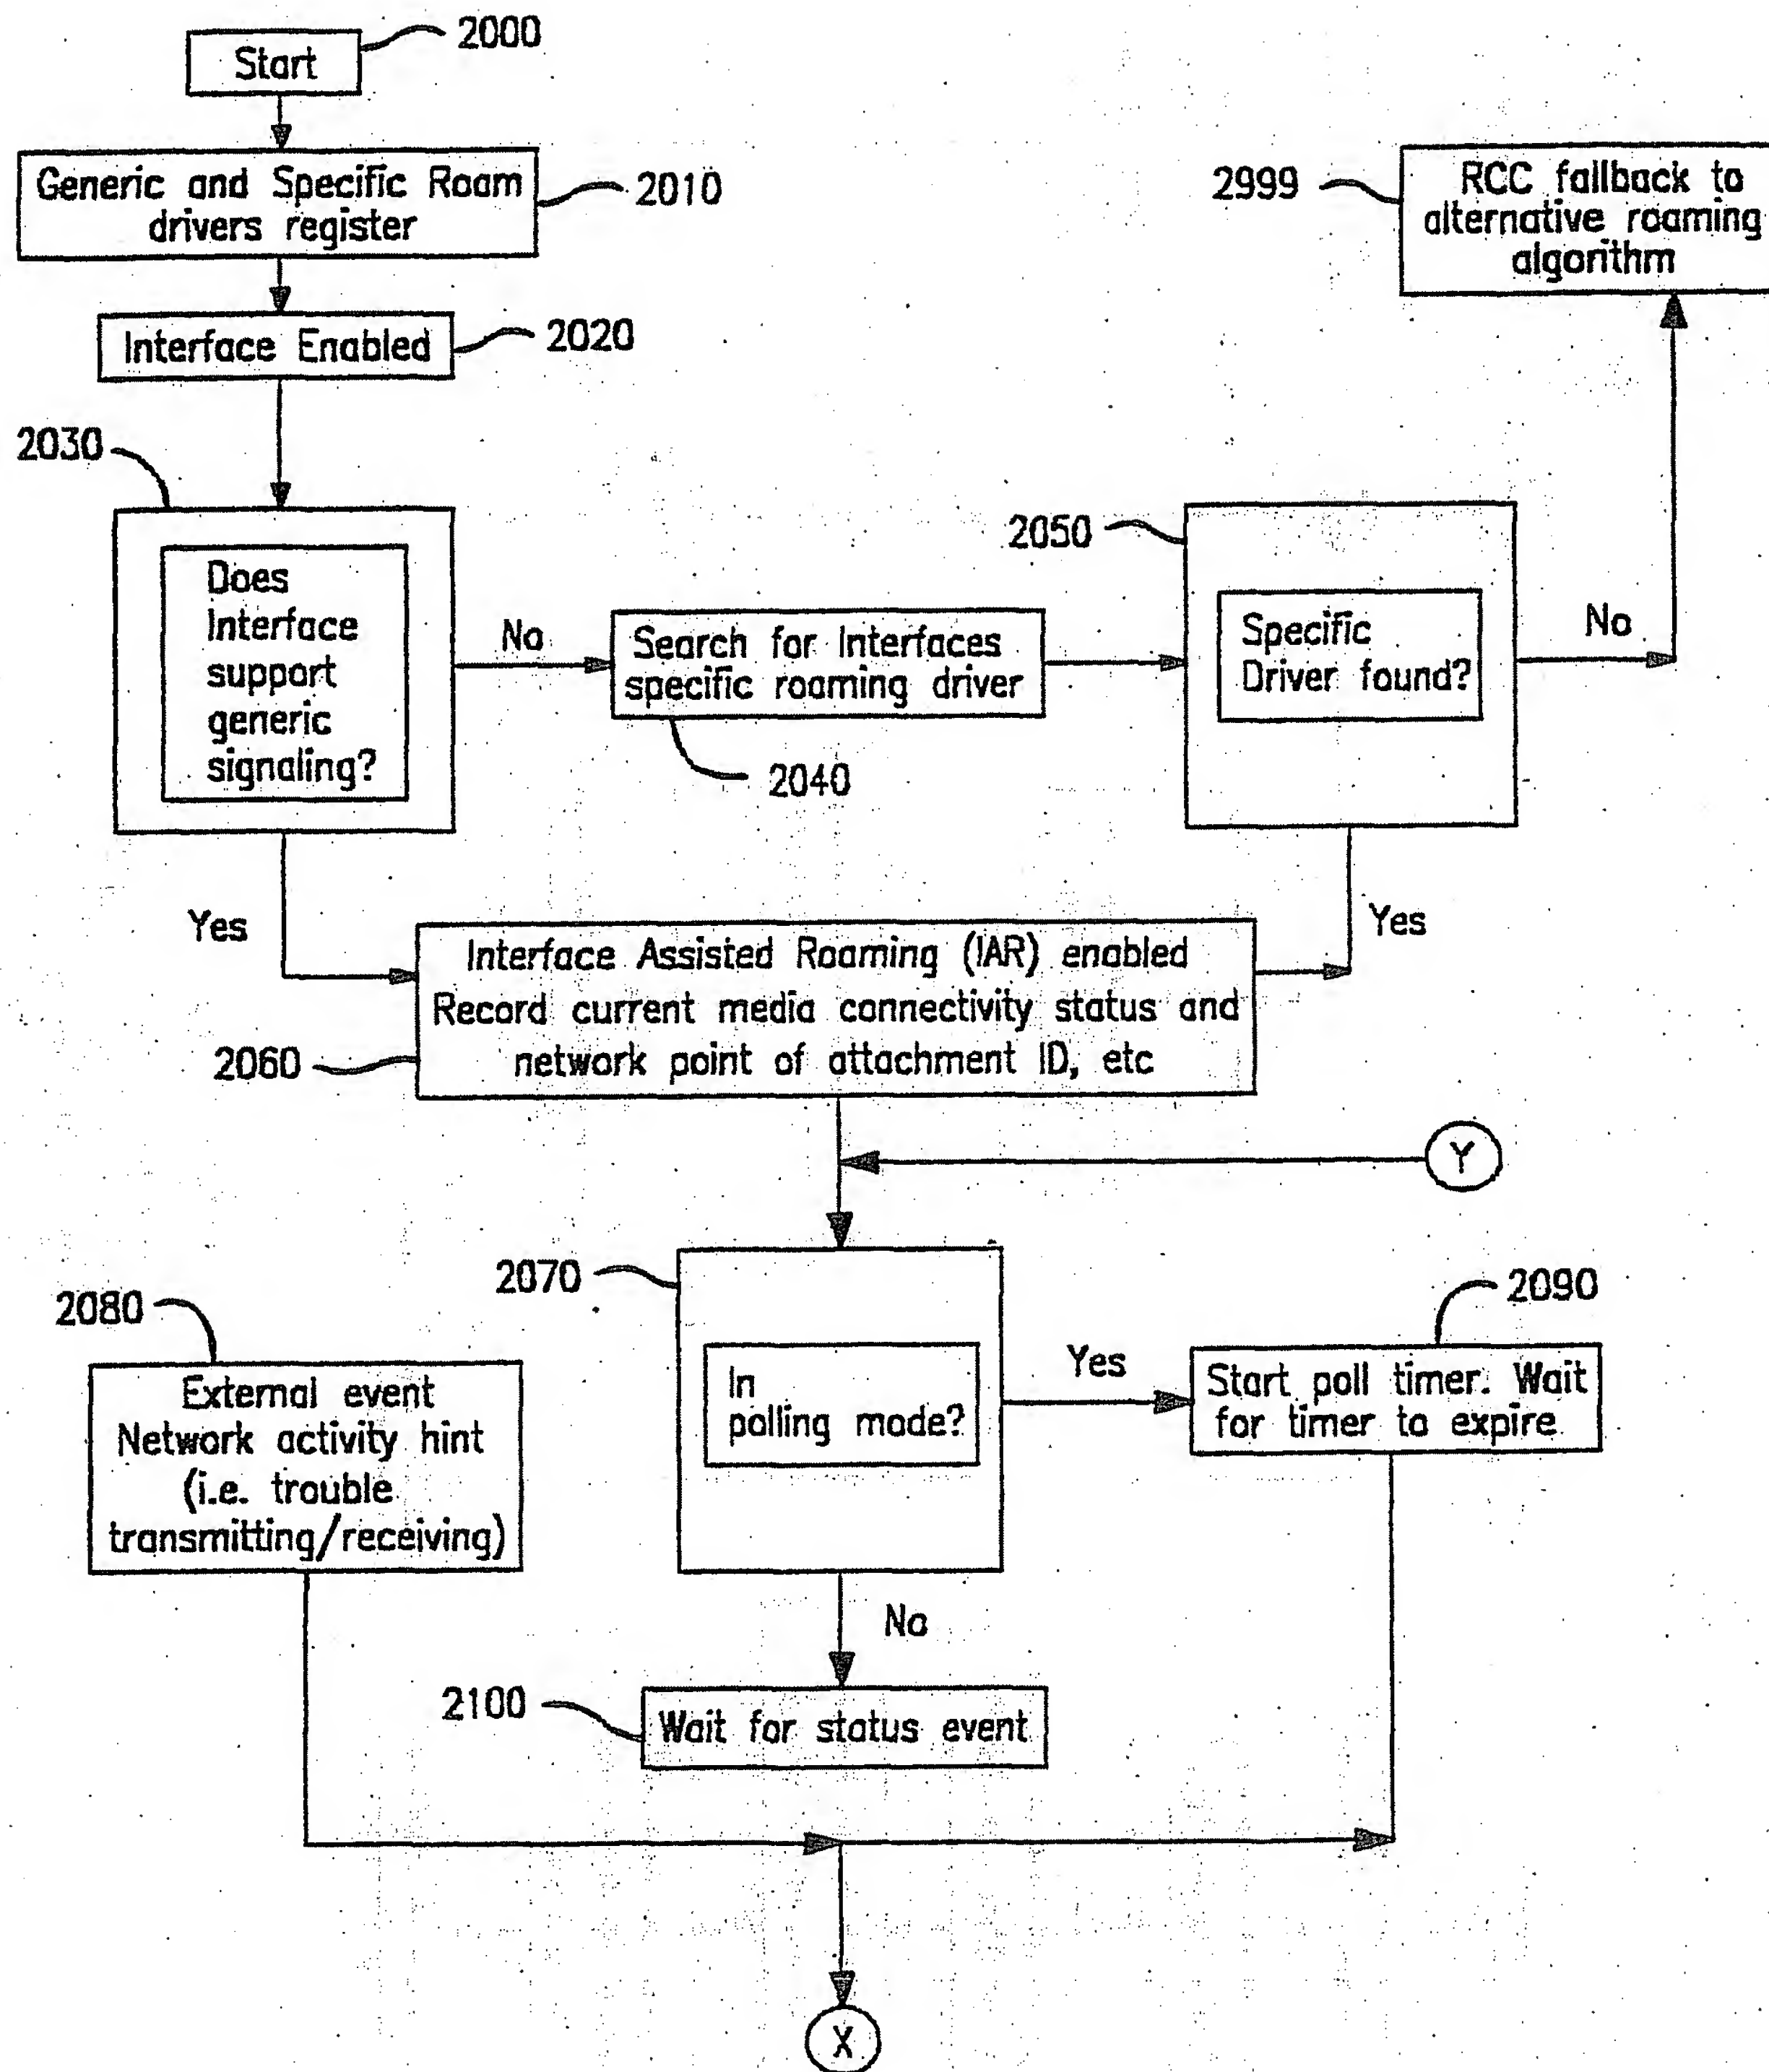 Start
2000
Generic and Specific Roam
drivers register
2010
2999
RCC fallback to
alternative roaming
algorithm
Interface Enabled
2020
2030
Does
Interface
support
generic
signaling?
No
Search for Interfaces
specific roaming driver
2040
2050
Specific
Driver found?
No
Yes
Yes
Interface Assisted Roaming (IAR) enabled
Record current media connectivity status and
network point of attachment ID, etc
2060
Y
2070
In
polling mode?
Yes
2090
Start poll timer. Wait
for timer to expire
2080
External event
Network activity hint
(i.e. trouble
transmitting/receiving)
No
2100
Wait for status event
X